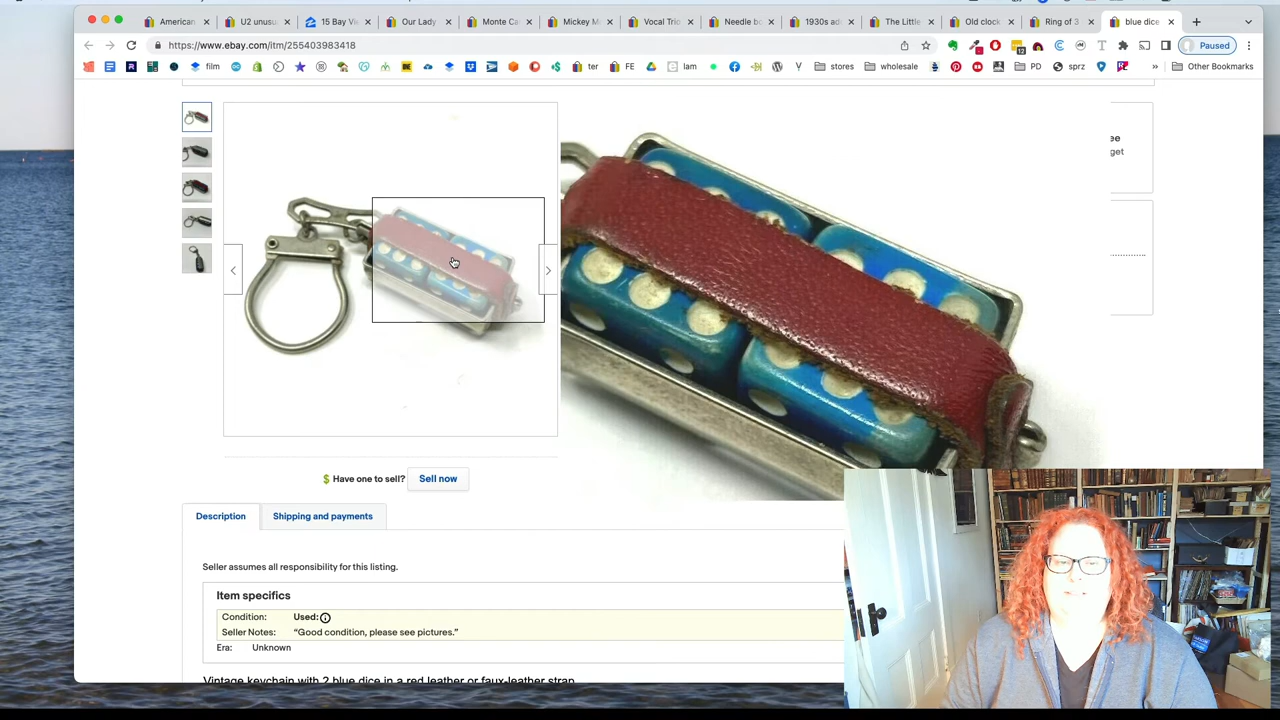 American
U2 unusu
15 Bay Vi
Our Lady
Monte Ca
Mickey M
Vocal Trio
Needle bo
1930s ad
The Little
Old clock
Ring of 3
blue dice
https://www.ebay.com/itm/255403983418
Paused
film
ter
FE
lam
stores
wholesale
PD
sprz
Other Bookmarks
ee
get
Have one to sell?
Sell now
Description
Shipping and payments
Seller assumes all responsibility for this listing.
Item specifics
Condition: Used:
Seller Notes: “Good condition, please see pictures.”
Era: Unknown
Vintage keychain with 2 blue dice in a red leather or faux-leather strap